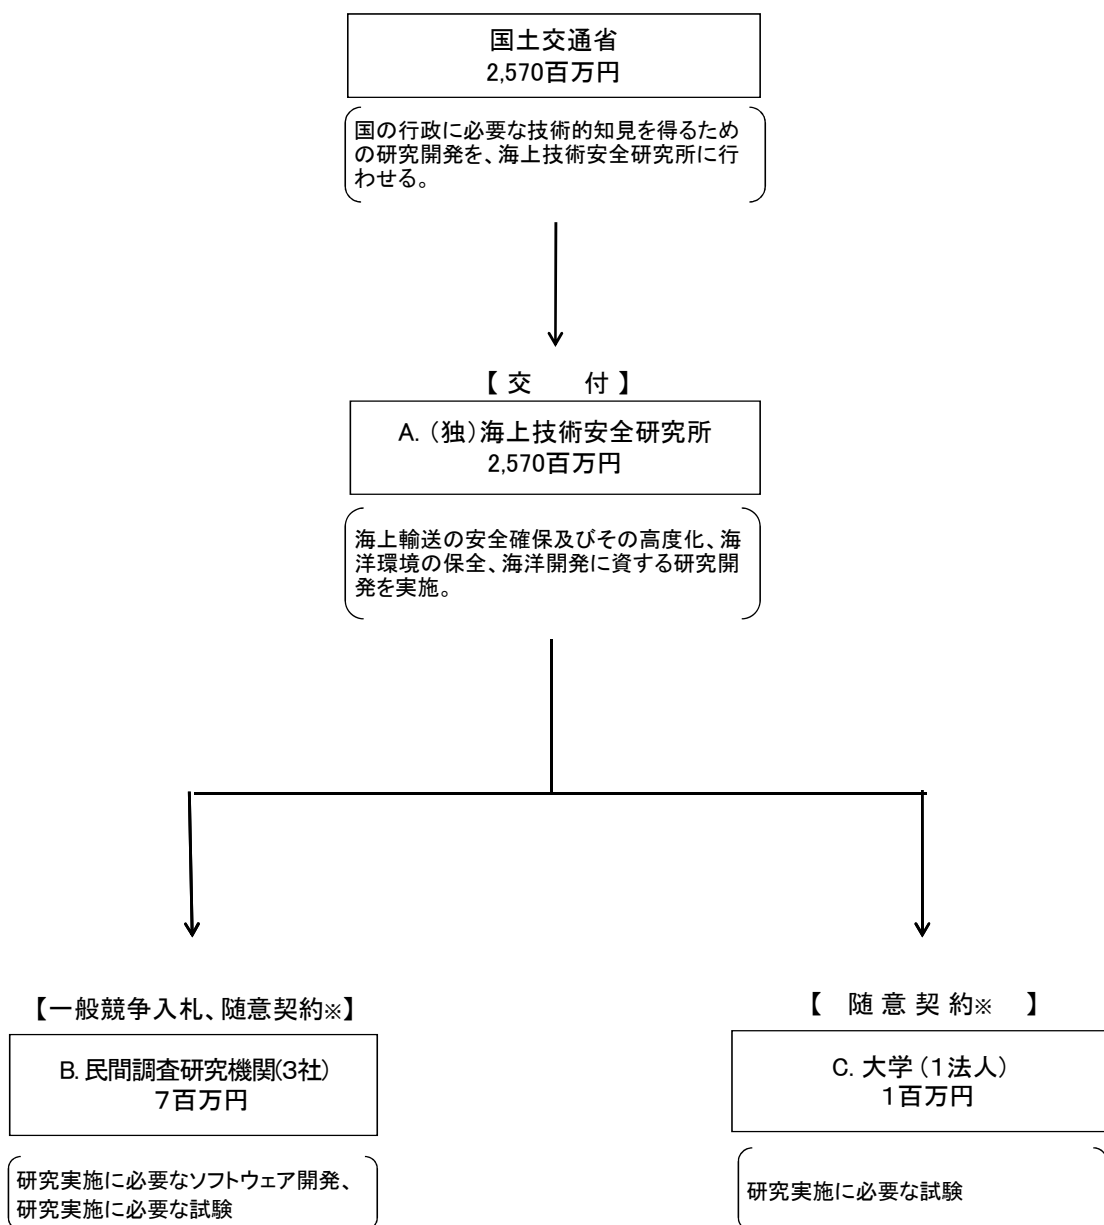 国土交通省
2,570百万円
国の行政に必要な技術的知見を得るため
の研究開発を、海上技術安全研究所に行
わせる。
【 交　　付 】
A. （独）海上技術安全研究所
2,570百万円
海上輸送の安全確保及びその高度化、海
洋環境の保全、海洋開発に資する研究開
発を実施。
【一般競争入札、随意契約※】
B. 民間調査研究機関(3社)
７百万円
研究実施に必要なソフトウェア開発、
研究実施に必要な試験
【　随 意 契 約※　】
C. 大学（１法人）
１百万円
研究実施に必要な試験